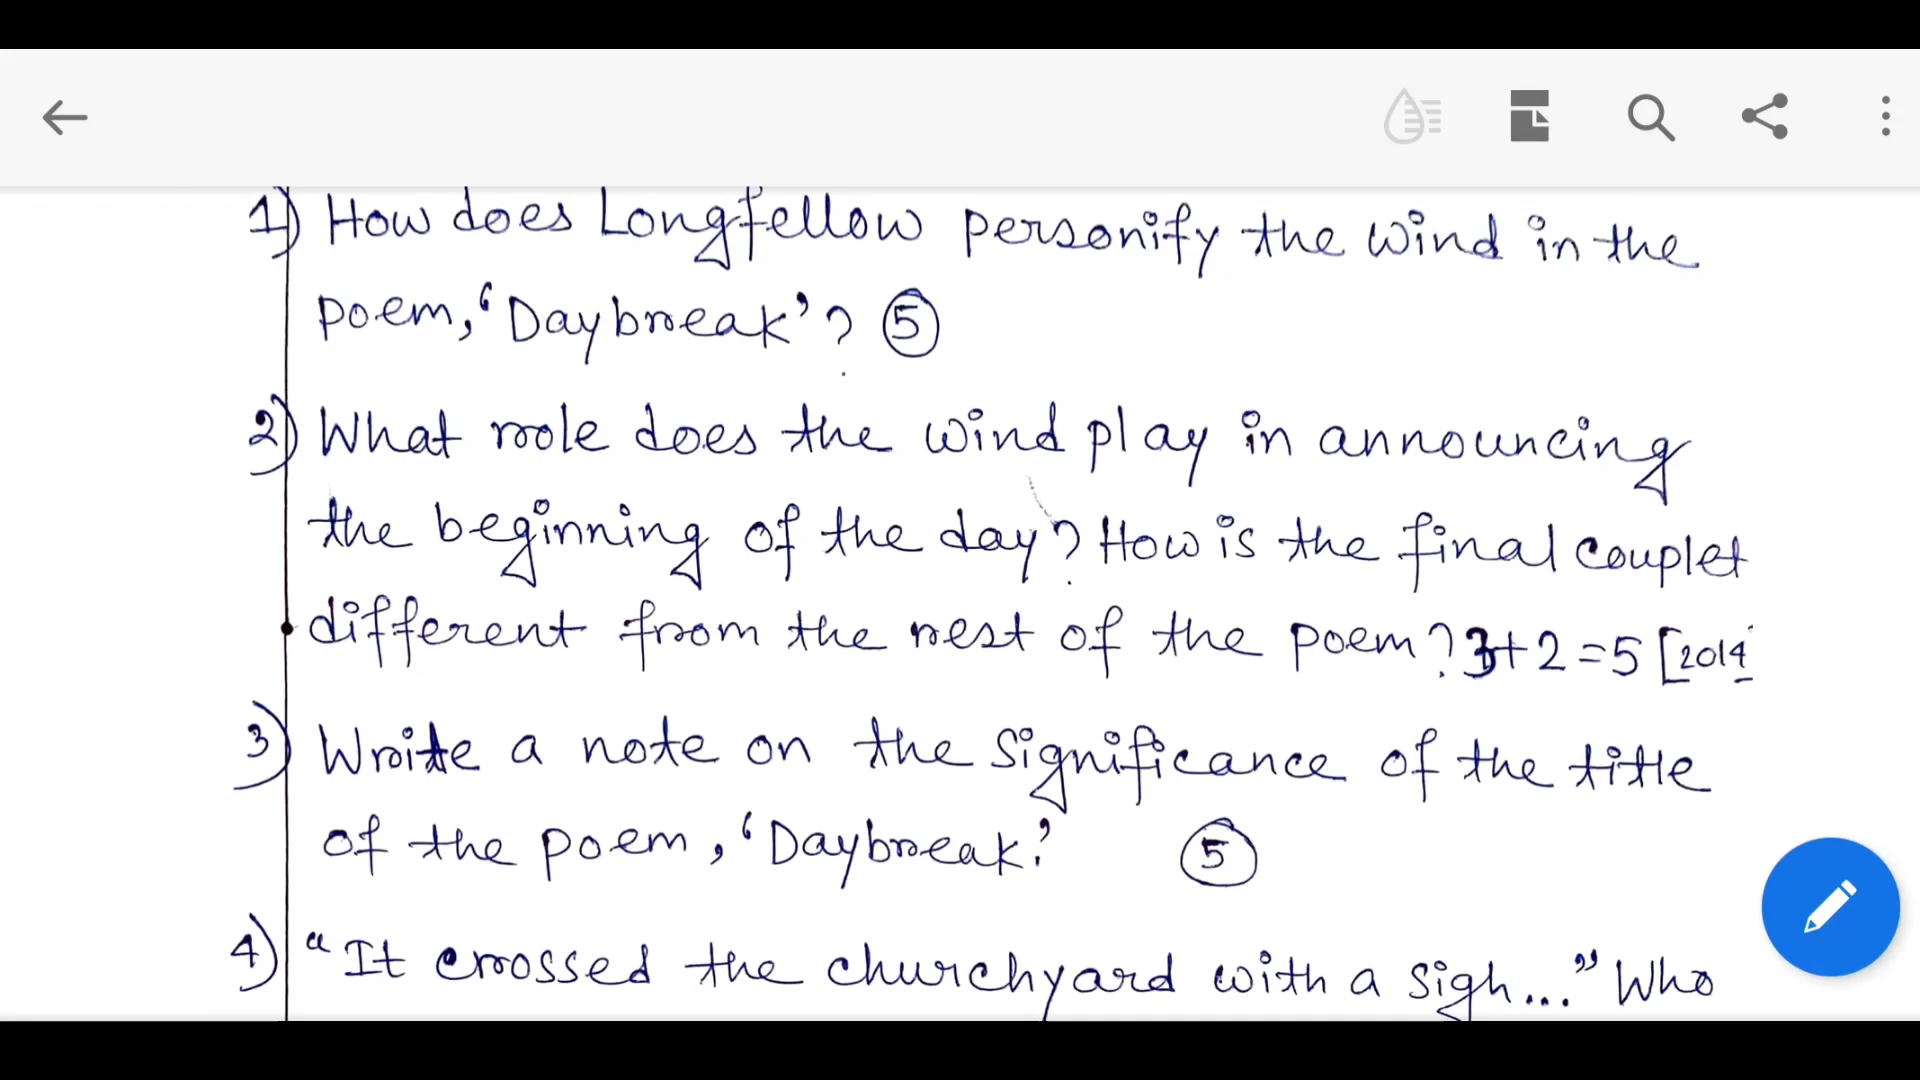 1) How does Longfellow personify the wind in the
poem, 'Daybreak'? 5
2) What role does the wind play in announcing
the beginning of the day? How is the final couplet
different from the rest of the poem? 3+2=5 [2014]
3) Write a note on the significance of the title
of the poem, 'Daybreak.' 5
4) "It crossed the churchyard with a sigh..." Who